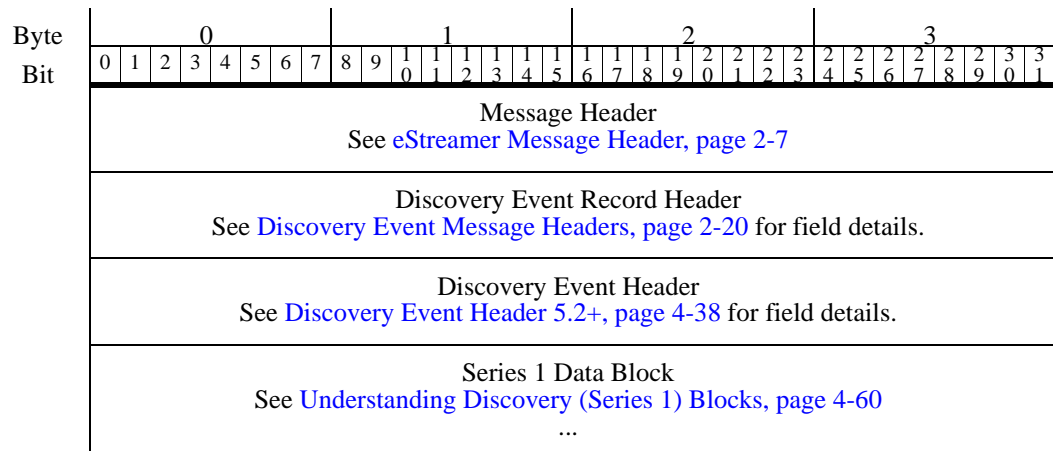 Byte 0 1 2 3
Bit 0 1 2 3 4 5 6 7 8 9 10 11 12 13 14 15 16 17 18 19 20 21 22 23 24 25 26 27 28 29 30 31
Message Header
See eStreamer Message Header, page 2-7
Discovery Event Record Header
See Discovery Event Message Headers, page 2-20 for field details.
Discovery Event Header
See Discovery Event Header 5.2+, page 4-38 for field details.
Series 1 Data Block
See Understanding Discovery (Series 1) Blocks, page 4-60
...